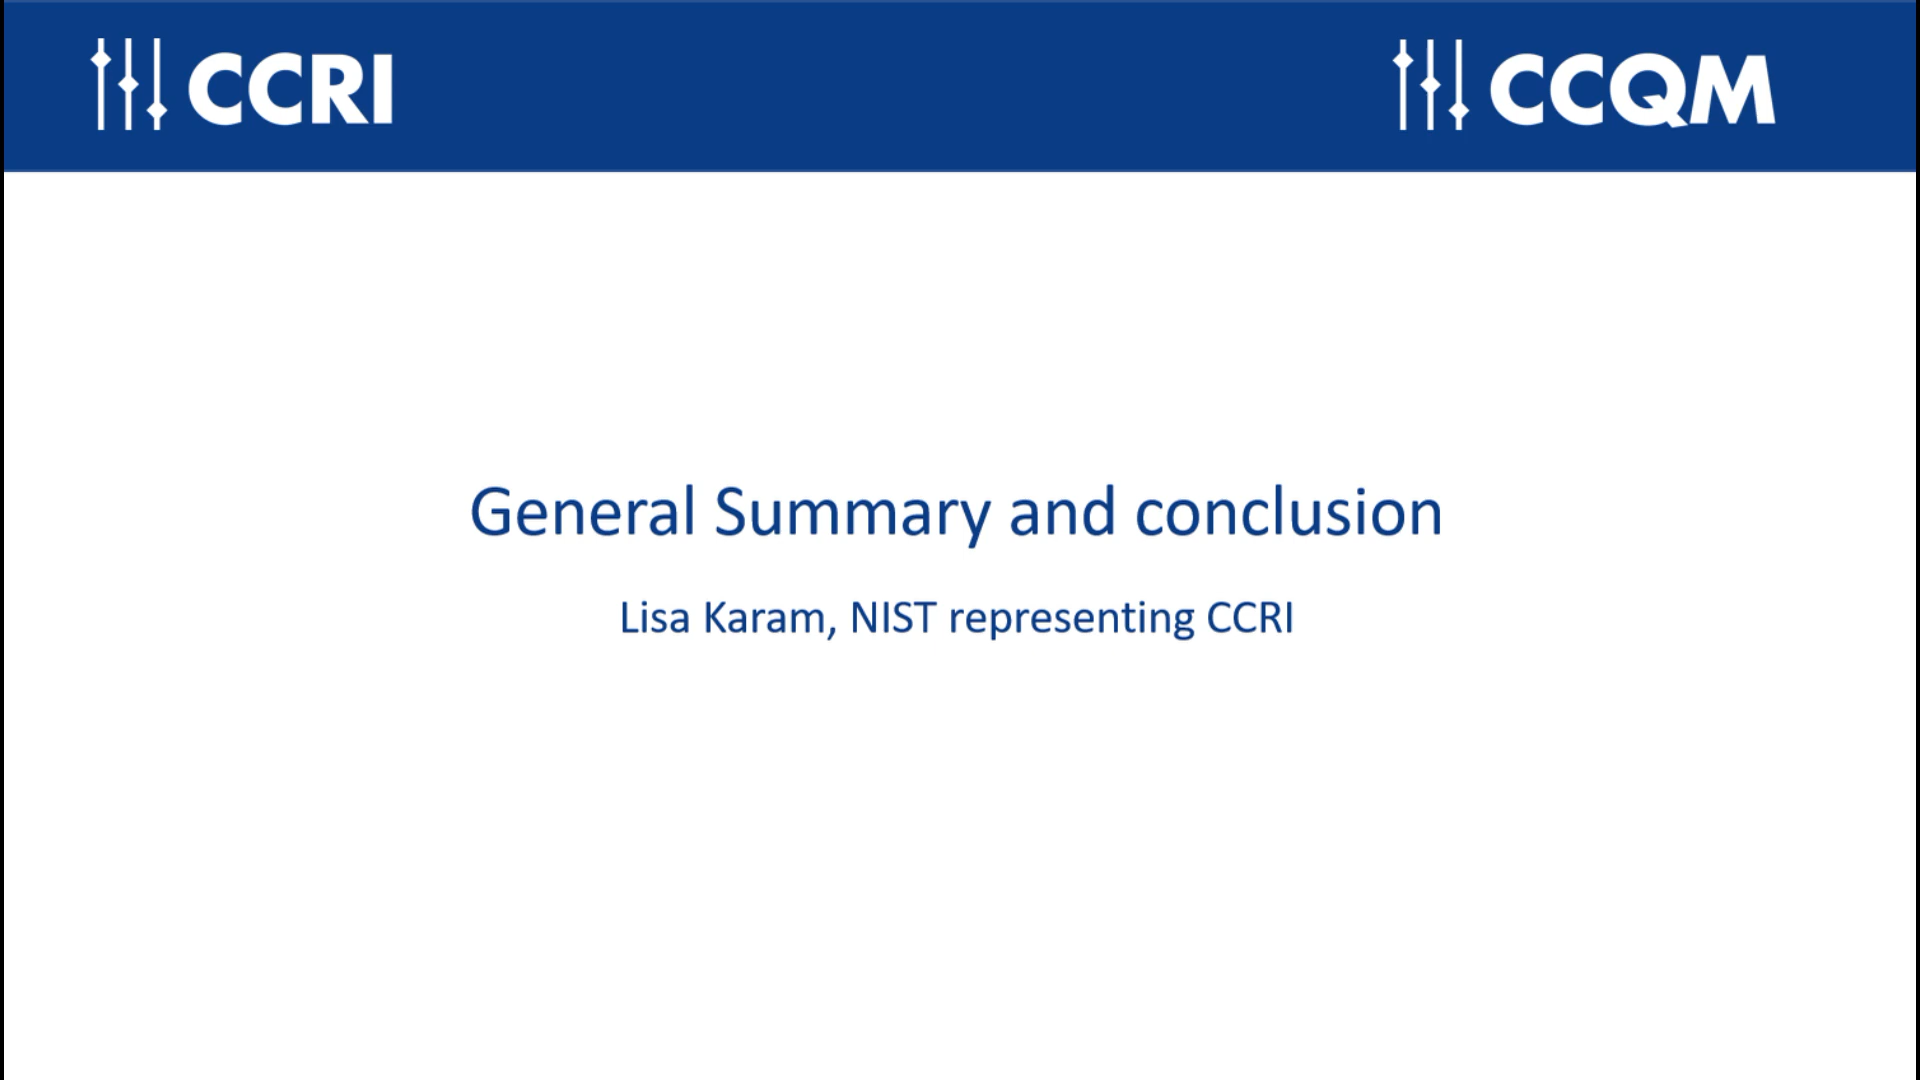 CCRI
CCQM
General Summary and conclusion
Lisa Karam, NIST representing CCRI